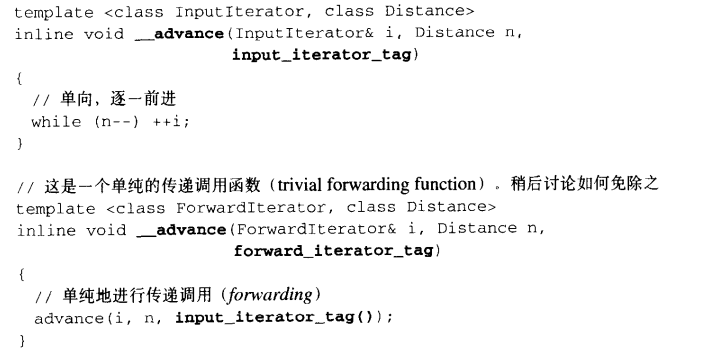 template <class InputIterator, class Distance>
inline void __advance(InputIterator& i, Distance n,
input_iterator_tag)
{
// 单向，逐一前进
while (n--) ++i;
}
// 这是一个单纯的传递调用函数（trivial forwarding function）。稍后讨论如何免除之
template <class ForwardIterator, class Distance>
inline void __advance(ForwardIterator& i, Distance n,
forward_iterator_tag)
{
// 单纯地进行传递调用（forwarding）
advance(i, n, input_iterator_tag());
}